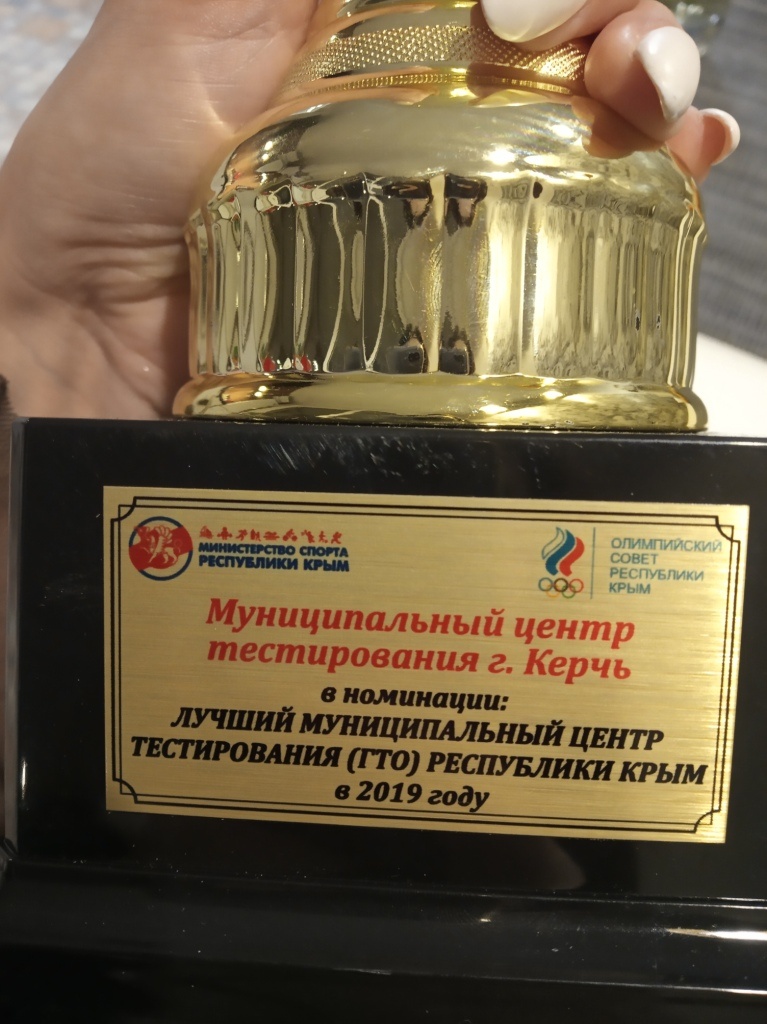 МИНИСТЕРСТВО СПОРТА
РЕСПУБЛИКИ КРЫМ
ОЛИМПИЙСКИЙ
СОВЕТ
РЕСПУБЛИКИ
КРЫМ
Муниципальный центр
тестирования г. Керчь
в номинации:
ЛУЧШИЙ МУНИЦИПАЛЬНЫЙ ЦЕНТР
ТЕСТИРОВАНИЯ (ГТО) РЕСПУБЛИКИ КРЫМ
в 2019 году